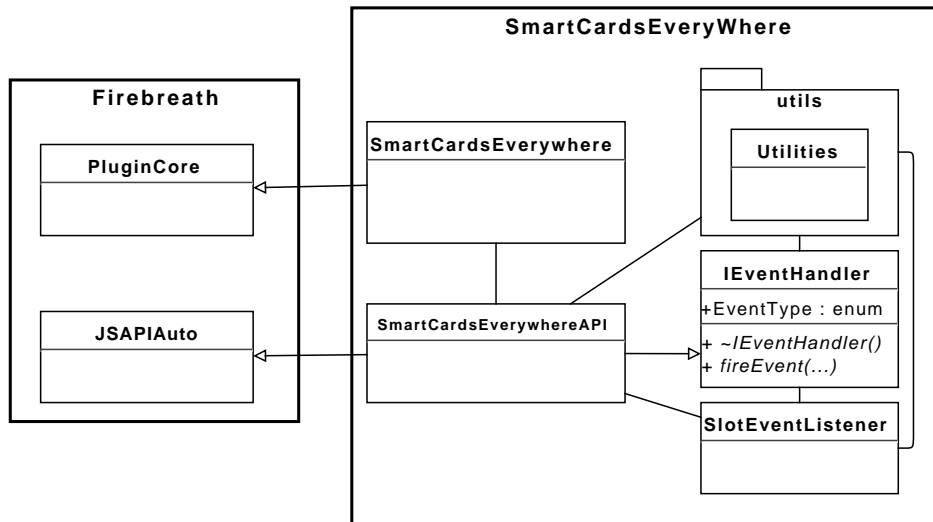 SmartCardsEveryWhere
Firebreath
PluginCore
JSAPIAuto
SmartCardsEverywhere
SmartCardsEverywhereAPI
utils
Utilities
IEventHandler
+EventType : enum
+ ~IEventHandler()
+ fireEvent(...)
SlotEventListener